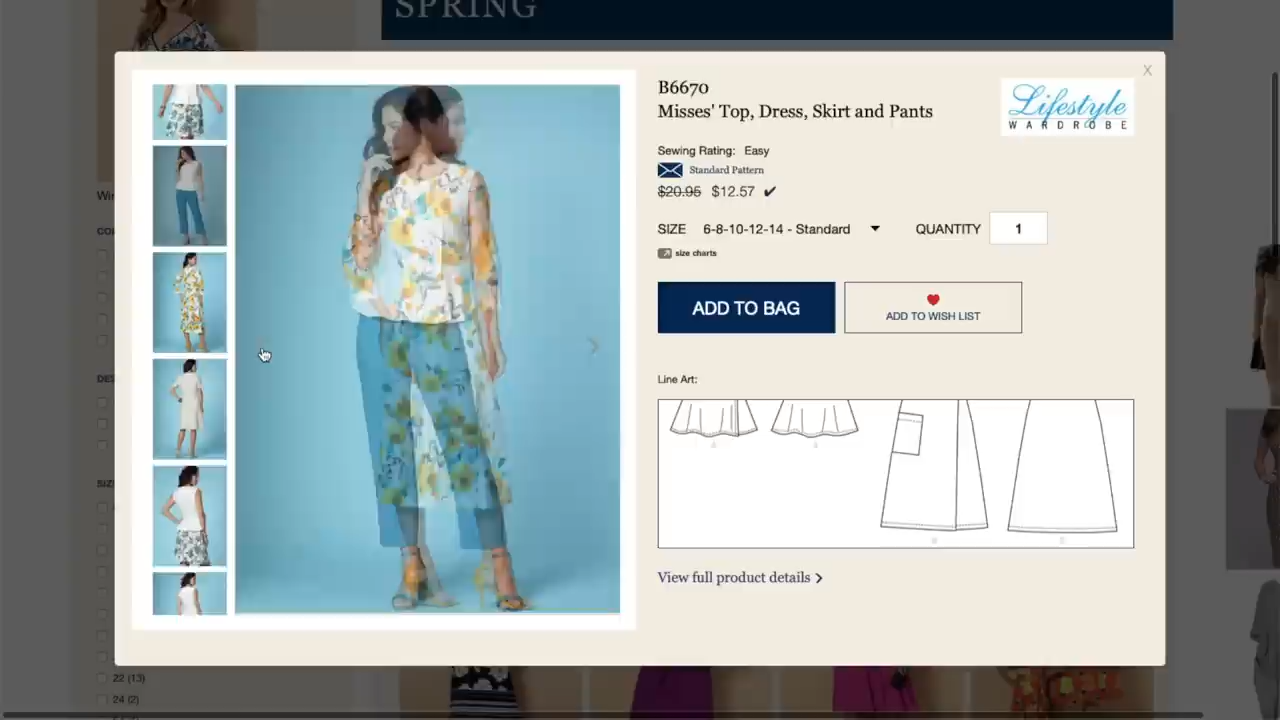 SPRING
X
B6670
Misses' Top, Dress, Skirt and Pants
Lifestyle
WARDROBE
Sewing Rating: Easy
Standard Pattern
$20.95 $12.57 ✔
SIZE 6-8-10-12-14 - Standard QUANTITY 1
size charts
ADD TO BAG
ADD TO WISH LIST
Line Art:
View full product details >
22 (13)
24 (2)